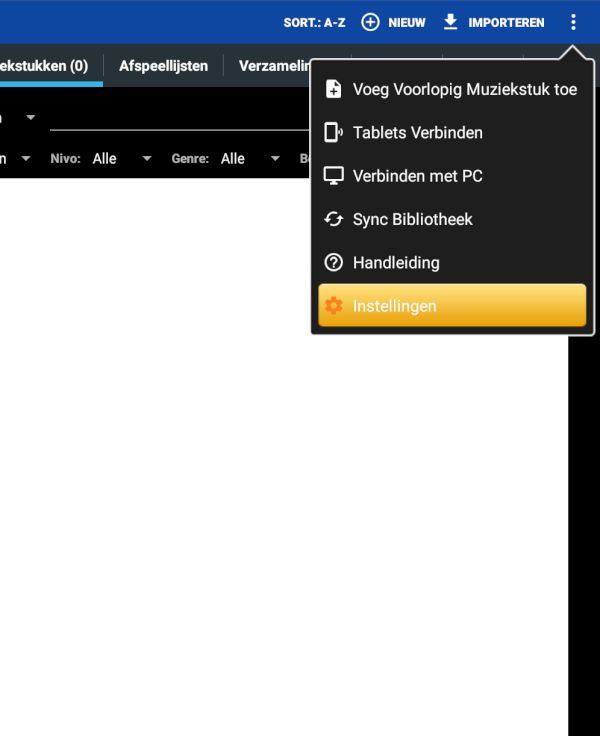 SORT.: A-Z NIEUW IMPORTEREN
ekstukken (0) Afspeellijsten
Nivo: Alle Genre: Alle
Voeg Voorlopig Muziekstuk toe
Tablets Verbinden
Verbinden met PC
Sync Bibliotheek
Handleiding
Instellingen